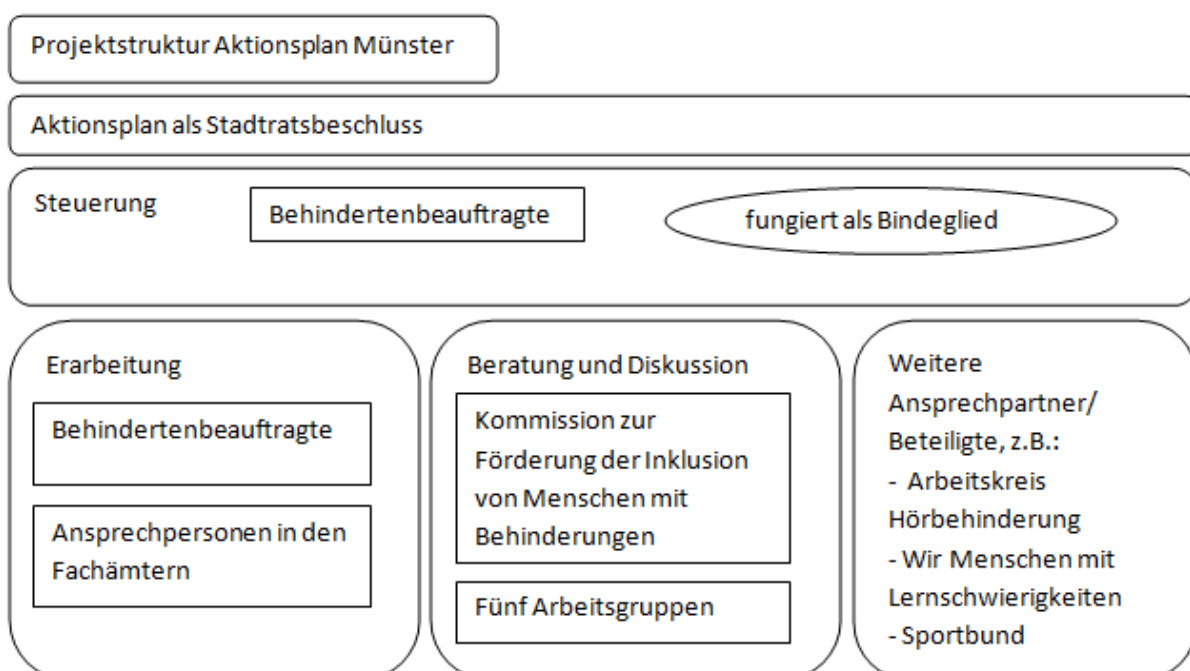 Projektstruktur Aktionsplan Münster
Aktionsplan als Stadtratsbeschluss
Steuerung
Behindertenbeauftragte
fungiert als Bindeglied
Erarbeitung
Behindertenbeauftragte
Ansprechpersonen in den
Fachämtern
Beratung und Diskussion
Kommission zur
Förderung der Inklusion
von Menschen mit
Behinderungen
Fünf Arbeitsgruppen
Weitere
Ansprechpartner/
Beteiligte, z.B.:
- Arbeitskreis
Hörbehinderung
- Wir Menschen mit
Lernschwierigkeiten
- Sportbund